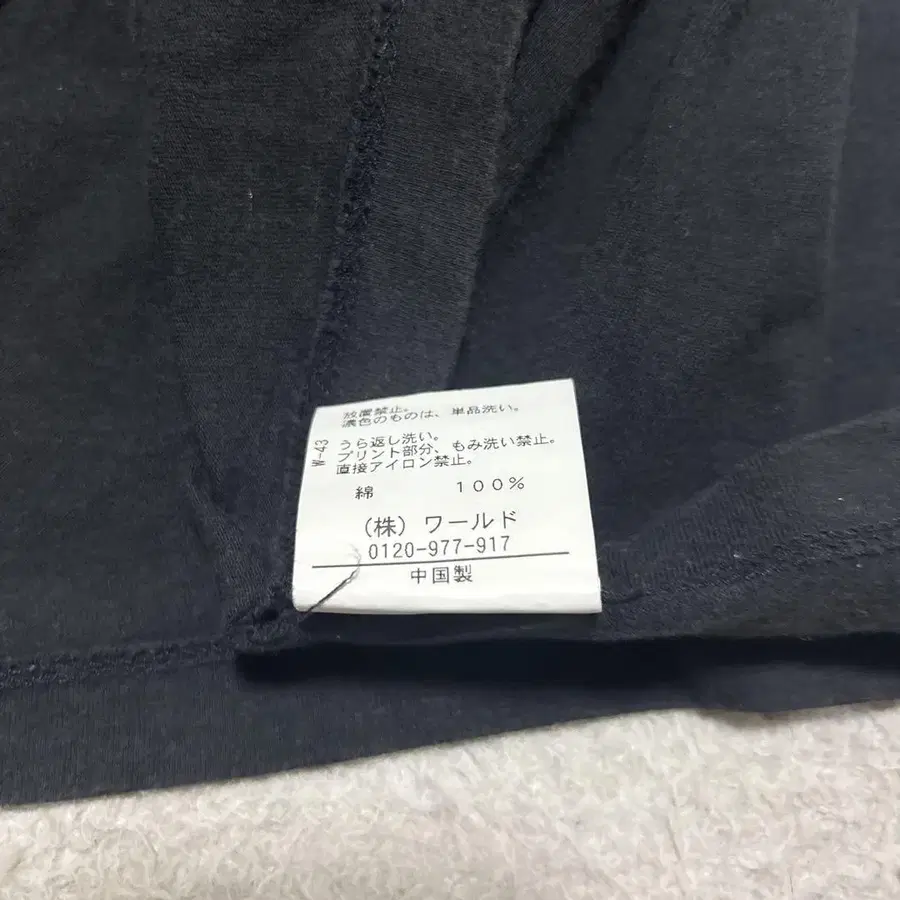 放置禁止。
濃色のものは、単品洗い。
W-43
うら返し洗い。
プリント部分、もみ洗い禁止。
直接アイロン禁止。
綿 100%
(株) ワールド
0120-977-917
中国製